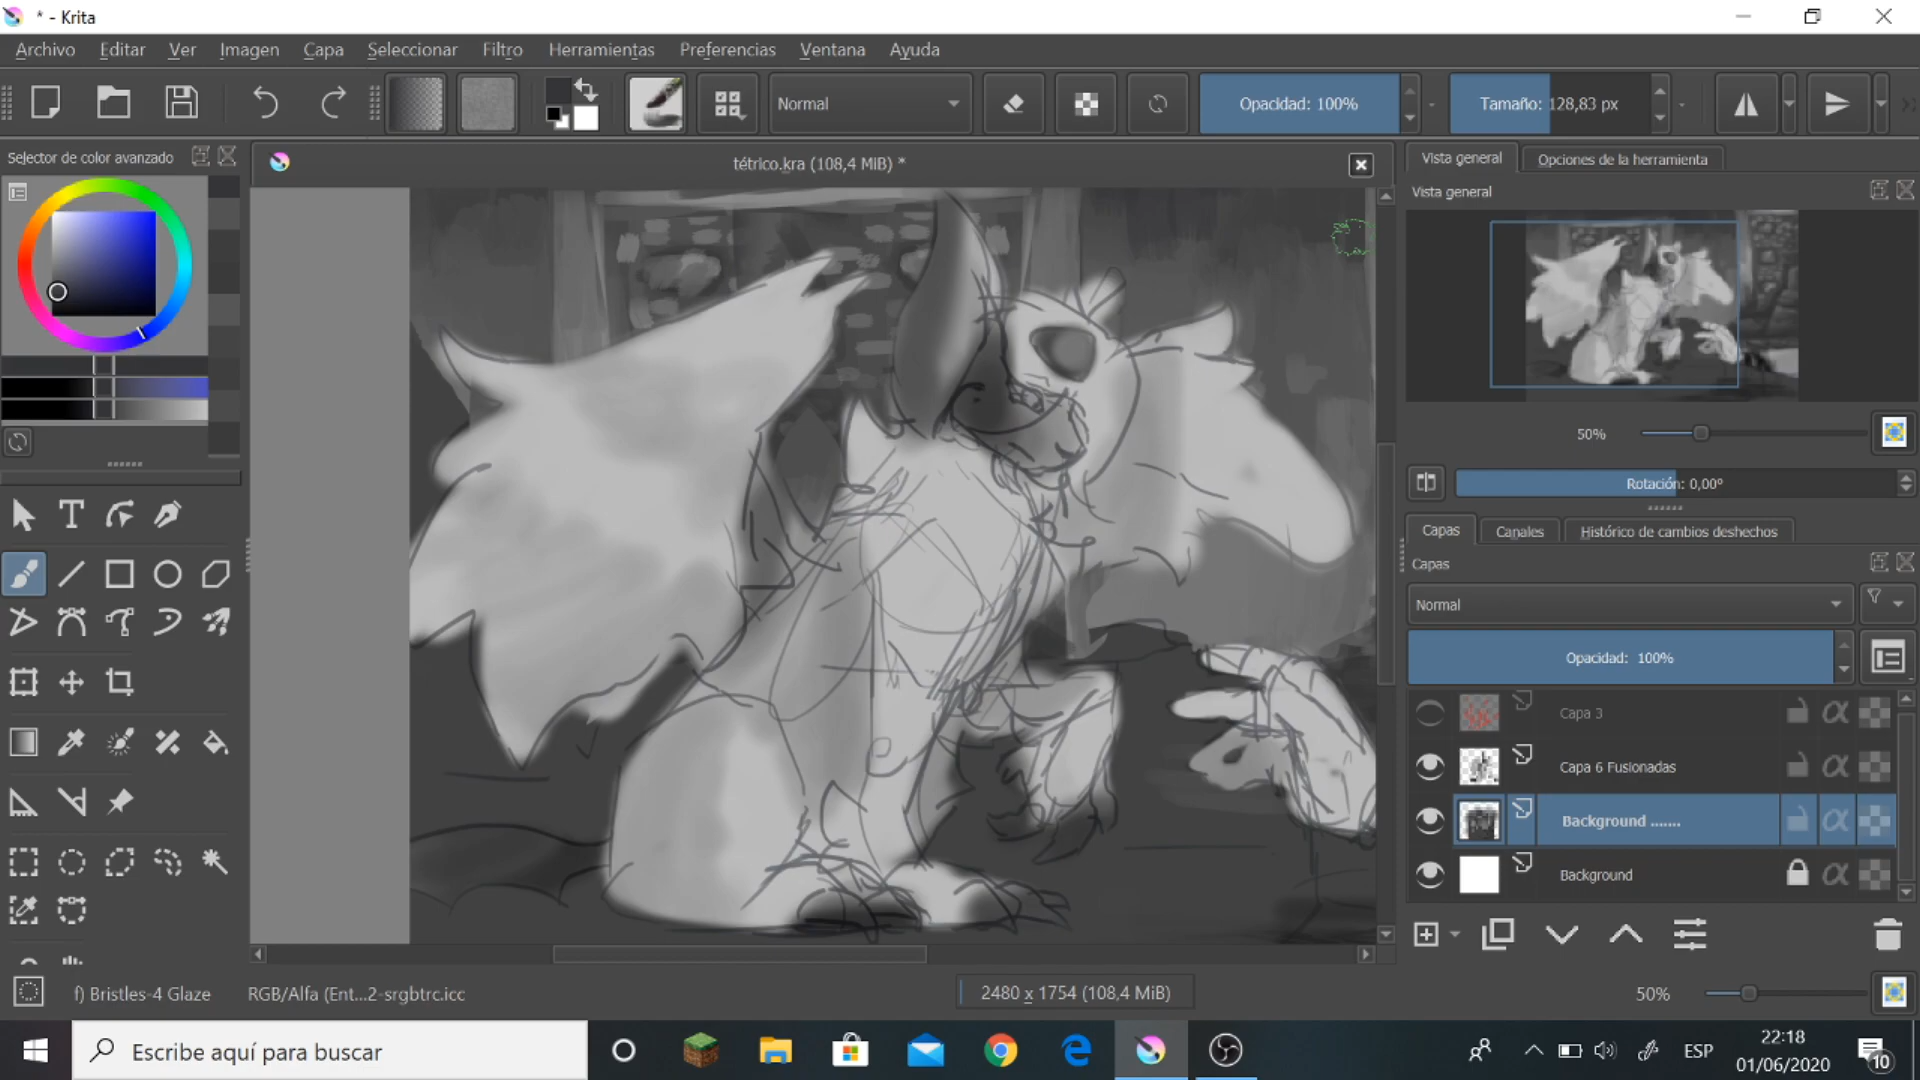 * - Krita
Archivo Editar Ver Imagen Capa Seleccionar Filtro Herramientas Preferencias Ventana Ayuda
Normal
Opacidad: 100%
Tamaño: 128,83 px
Selector de color avanzado
tétrico.kra (108,4 MiB) *
Vista general
Opciones de la herramienta
Vista general
50%
Rotación: 0,00º
Capas
Canales
Histórico de cambios deshechos
Capas
Normal
Opacidad: 100%
Capa 3
Capa 6 Fusionadas
Background .......
Background
f) Bristles-4 Glaze
RGB/Alfa (Ent...2-srgbtrc.icc
2480 x 1754 (108,4 MiB)
50%
Escribe aquí para buscar
ESP
22:18
01/06/2020
10